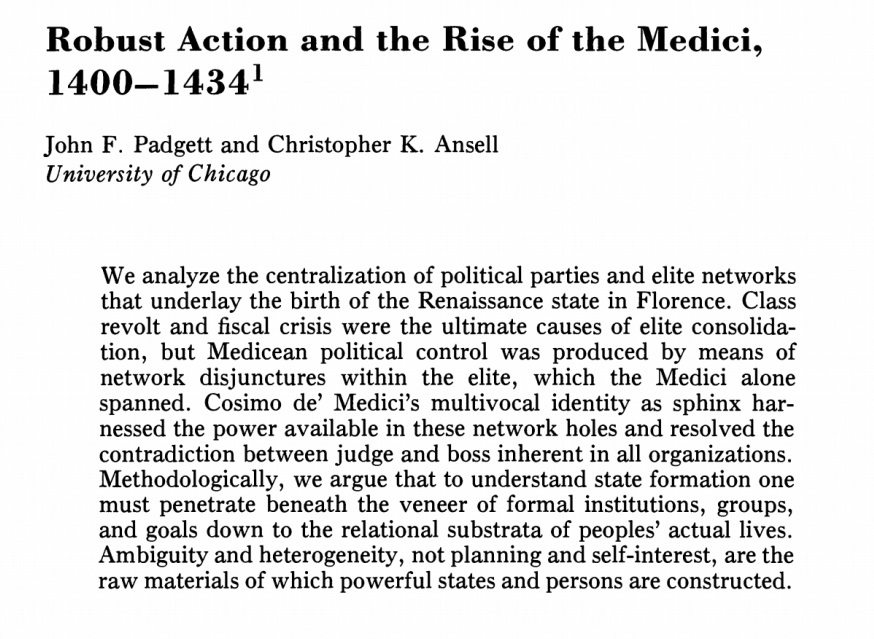 Robust Action and the Rise of the Medici,
1400–1434¹
John F. Padgett and Christopher K. Ansell
University of Chicago
We analyze the centralization of political parties and elite networks
that underlay the birth of the Renaissance state in Florence. Class
revolt and fiscal crisis were the ultimate causes of elite consolida-
tion, but Medicean political control was produced by means of
network disjunctures within the elite, which the Medici alone
spanned. Cosimo de' Medici's multivocal identity as sphinx har-
nessed the power available in these network holes and resolved the
contradiction between judge and boss inherent in all organizations.
Methodologically, we argue that to understand state formation one
must penetrate beneath the veneer of formal institutions, groups,
and goals down to the relational substrata of peoples' actual lives.
Ambiguity and heterogeneity, not planning and self-interest, are the
raw materials of which powerful states and persons are constructed.